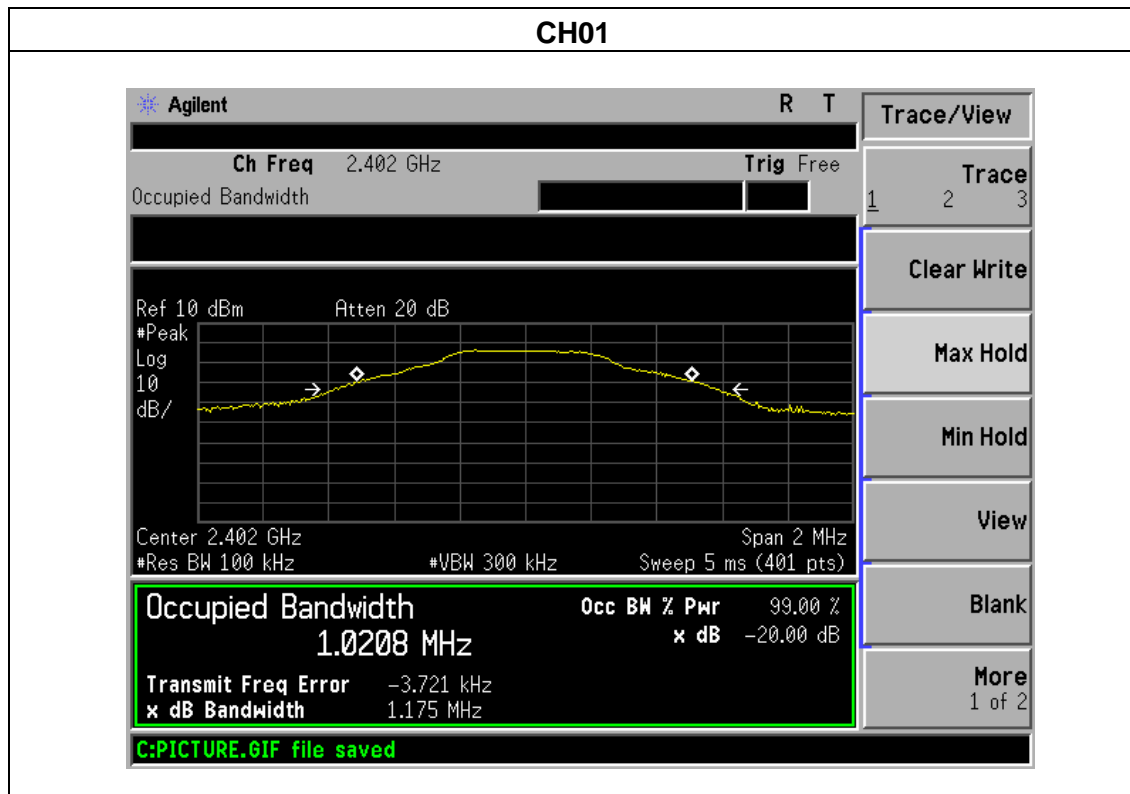 CH01
Agilent R T
Trace/View
Ch Freq 2.402 GHz Trig Free
Occupied Bandwidth
Trace
1 2 3
Clear Write
Ref 10 dBm Atten 20 dB
#Peak
Log
10
dB/
Max Hold
Min Hold
View
Center 2.402 GHz Span 2 MHz
#Res BW 100 kHz #VBW 300 kHz Sweep 5 ms (401 pts)
Occupied Bandwidth Occ BW % Pwr 99.00 %
1.0208 MHz x dB -20.00 dB
Blank
Transmit Freq Error -3.721 kHz
x dB Bandwidth 1.175 MHz
More
1 of 2
C:PICTURE.GIF file saved